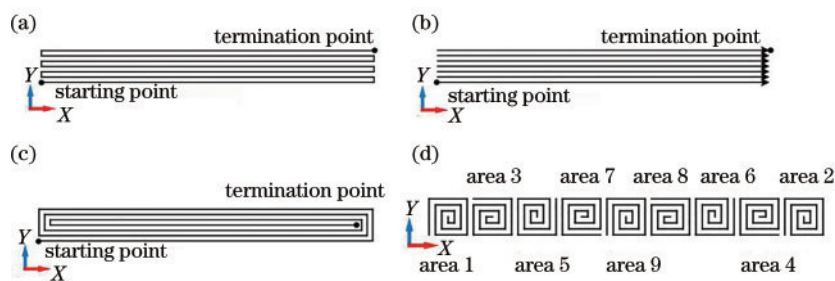 (a)
termination point
Y
starting point
X
(b)
termination point
Y
starting point
X
(c)
termination point
Y
starting point
X
(d)
area 3 area 7 area 8 area 6 area 2
Y
X
area 1 area 5 area 9 area 4